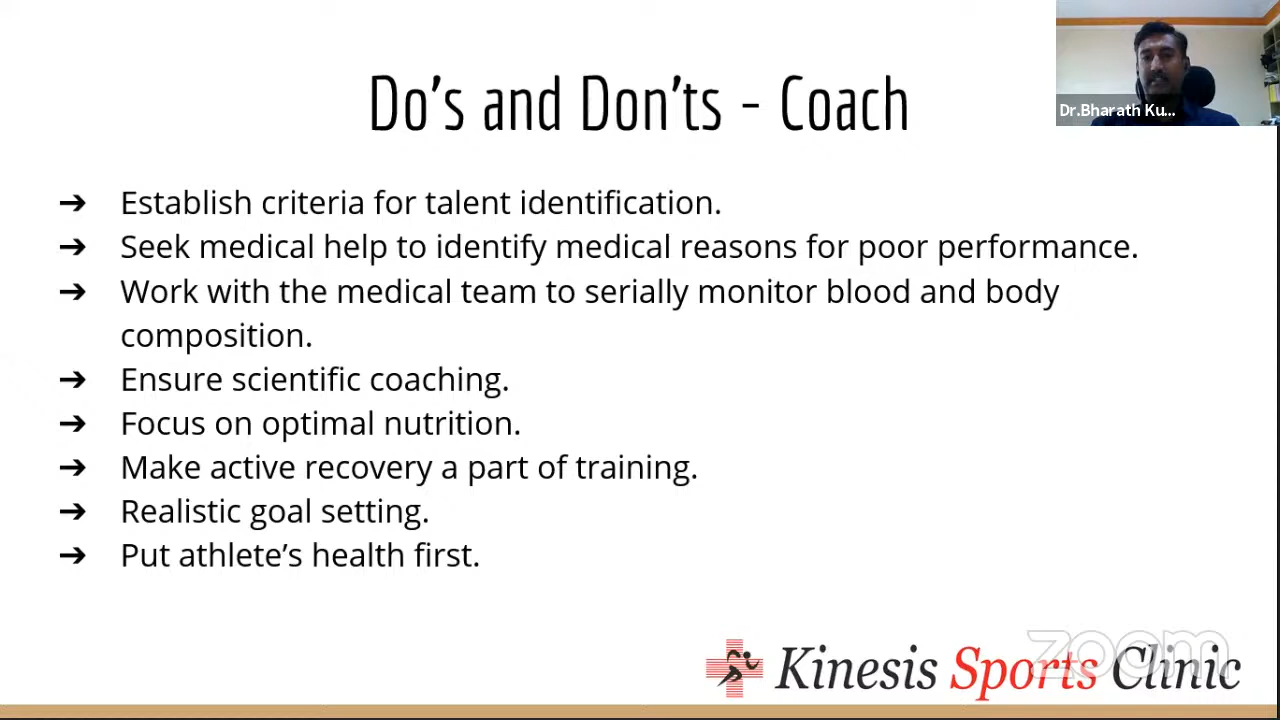 Do's and Don'ts - Coach
Dr.Bharath Ku...
➔ Establish criteria for talent identification.
➔ Seek medical help to identify medical reasons for poor performance.
➔ Work with the medical team to serially monitor blood and body
composition.
➔ Ensure scientific coaching.
➔ Focus on optimal nutrition.
➔ Make active recovery a part of training.
➔ Realistic goal setting.
➔ Put athlete's health first.
Kinesis Sports Clinic
zoom